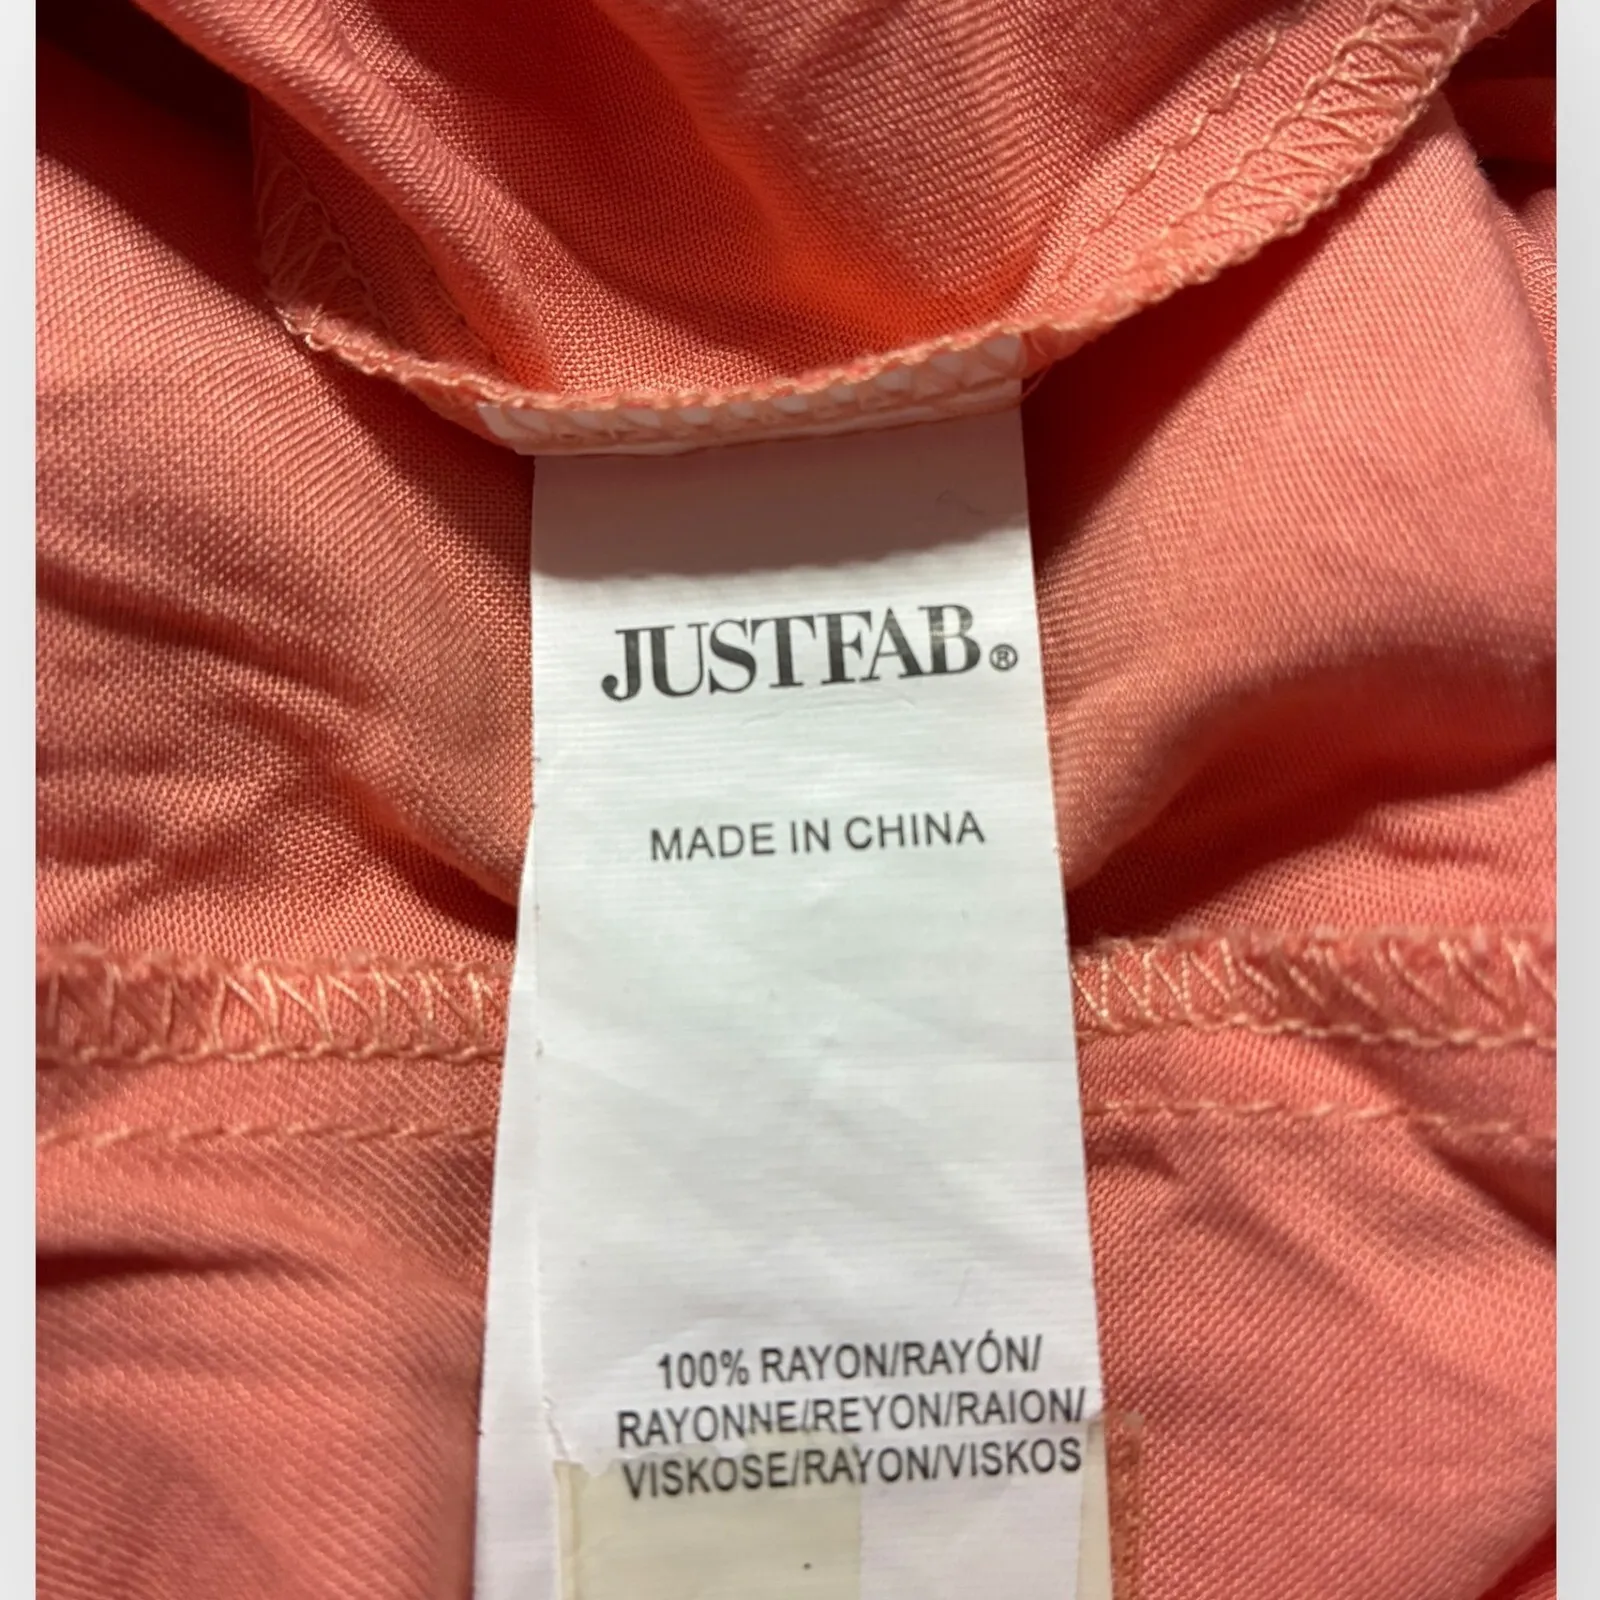 JUSTFAB®
MADE IN CHINA
100% RAYON/RAYÓN/
RAYONNE/REYON/RAION/
VISKOSE/RAYON/VISKOS